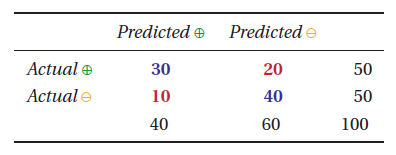 Predicted ⊕ Predicted ⊖
Actual ⊕ 30 20 50
Actual ⊖ 10 40 50
40 60 100